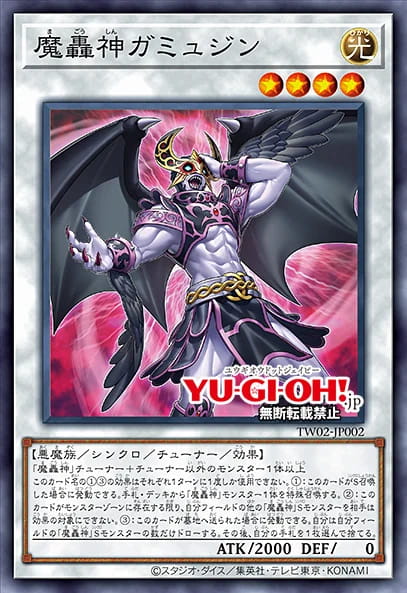 魔轟神ガミュジン
光
ユウギオウドットジェイピー
YU-GI-OH!.jp
無断転載禁止
TW02-JP002
【悪魔族/シンクロ/チューナー/効果】
「魔轟神」チューナー+チューナー以外のモンスター1体以上
このカード名の①③の効果はそれぞれ1ターンに1度しか使用できない。①:このカードがS召喚
した場合に発動できる。手札・デッキから「魔轟神」モンスター1体を特殊召喚する。②:この
カードがモンスターゾーンに存在する限り、自分フィールドの他の「魔轟神」Sモンスターを相手は
効果の対象にできない。③:このカードが墓地へ送られた場合に発動できる。自分は自分フィー
ルドの「魔轟神」Sモンスターの数だけドローする。その後、自分の手札を1枚選んで捨てる。
ATK/2000 DEF/ 0
©スタジオ・ダイス/集英社・テレビ東京・KONAMI